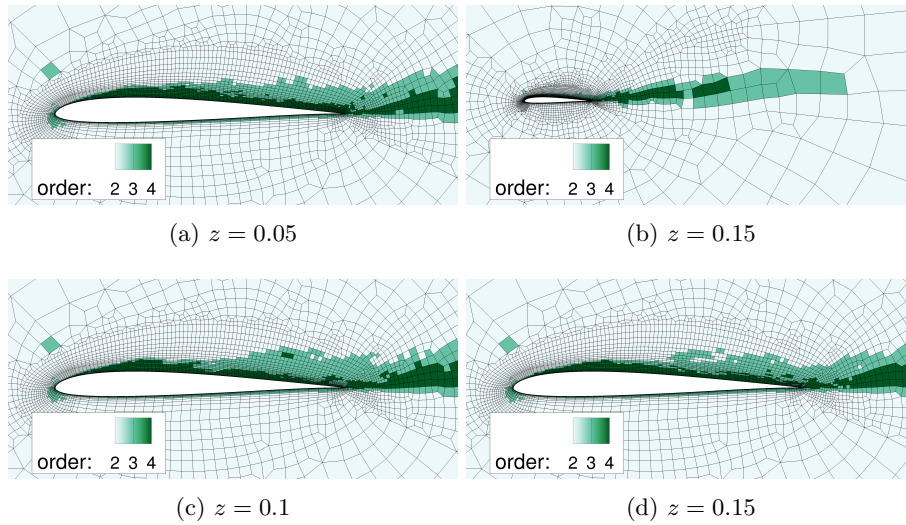 order: 2 3 4
order: 2 3 4
(a) z = 0.05
(b) z = 0.15
order: 2 3 4
order: 2 3 4
(c) z = 0.1
(d) z = 0.15